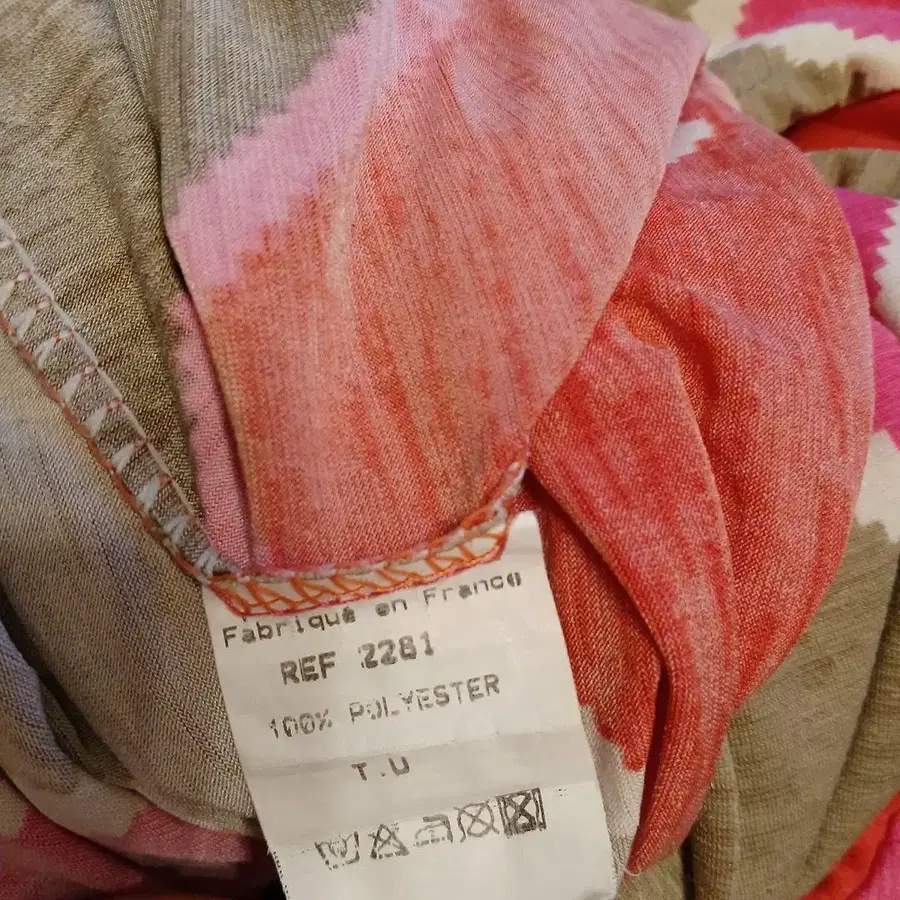 Fabriqué en France
REF 2281
100% POLYESTER
T.U